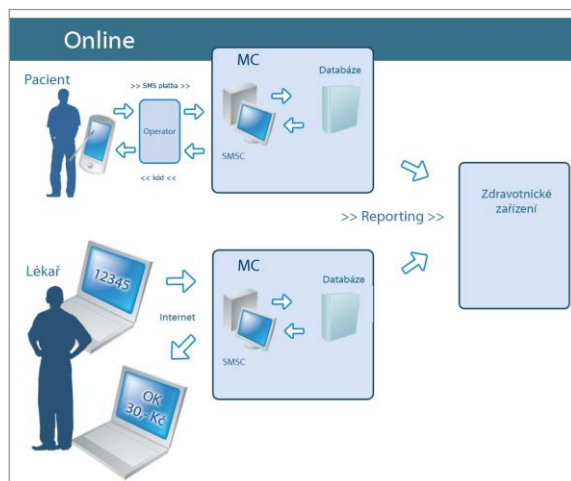 Online
Pacient
>> SMS platba >>
Operator
<< kód <<
MC
Databáze
SMSC
Zdravotnické
zařízení
>> Reporting >>
Lékař
12345
Internet
OK
30,- Kč
MC
Databáze
SMSC